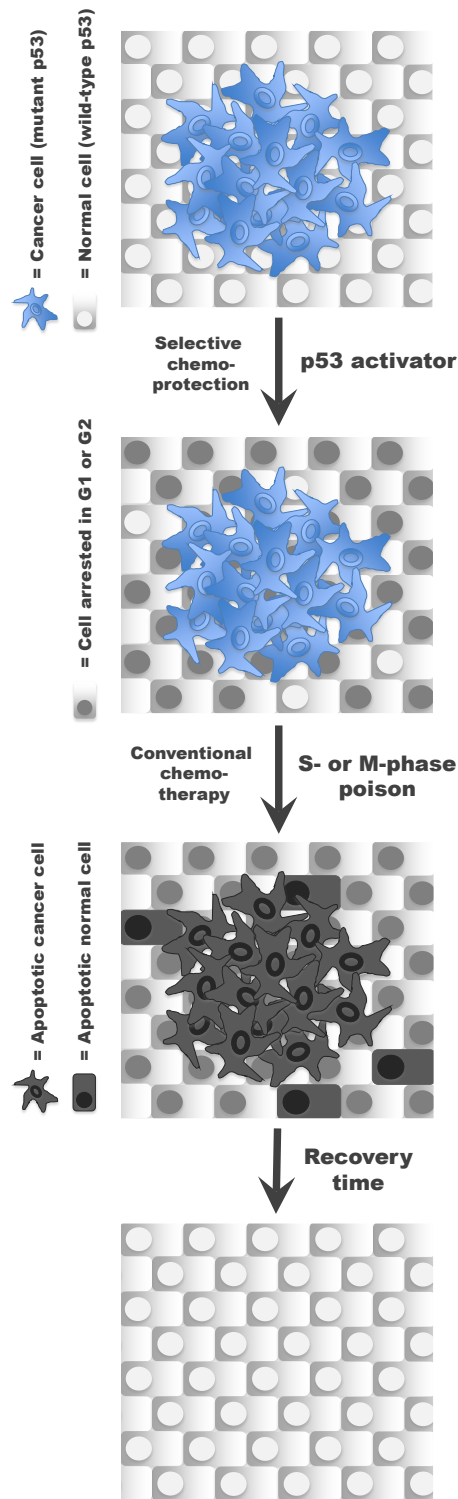 = Cancer cell (mutant p53)
= Normal cell (wild-type p53)
Selective
chemo-
protection
p53 activator
= Cell arrested in G1 or G2
Conventional
chemo-
therapy
S- or M-phase
poison
= Apoptotic cancer cell
= Apoptotic normal cell
Recovery
time